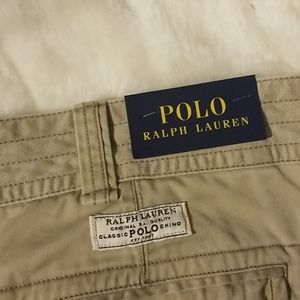 POLO
RALPH LAUREN
RALPH LAUREN
ORIGINAL R.L. QUALITY
CLASSIC POLO CHINO